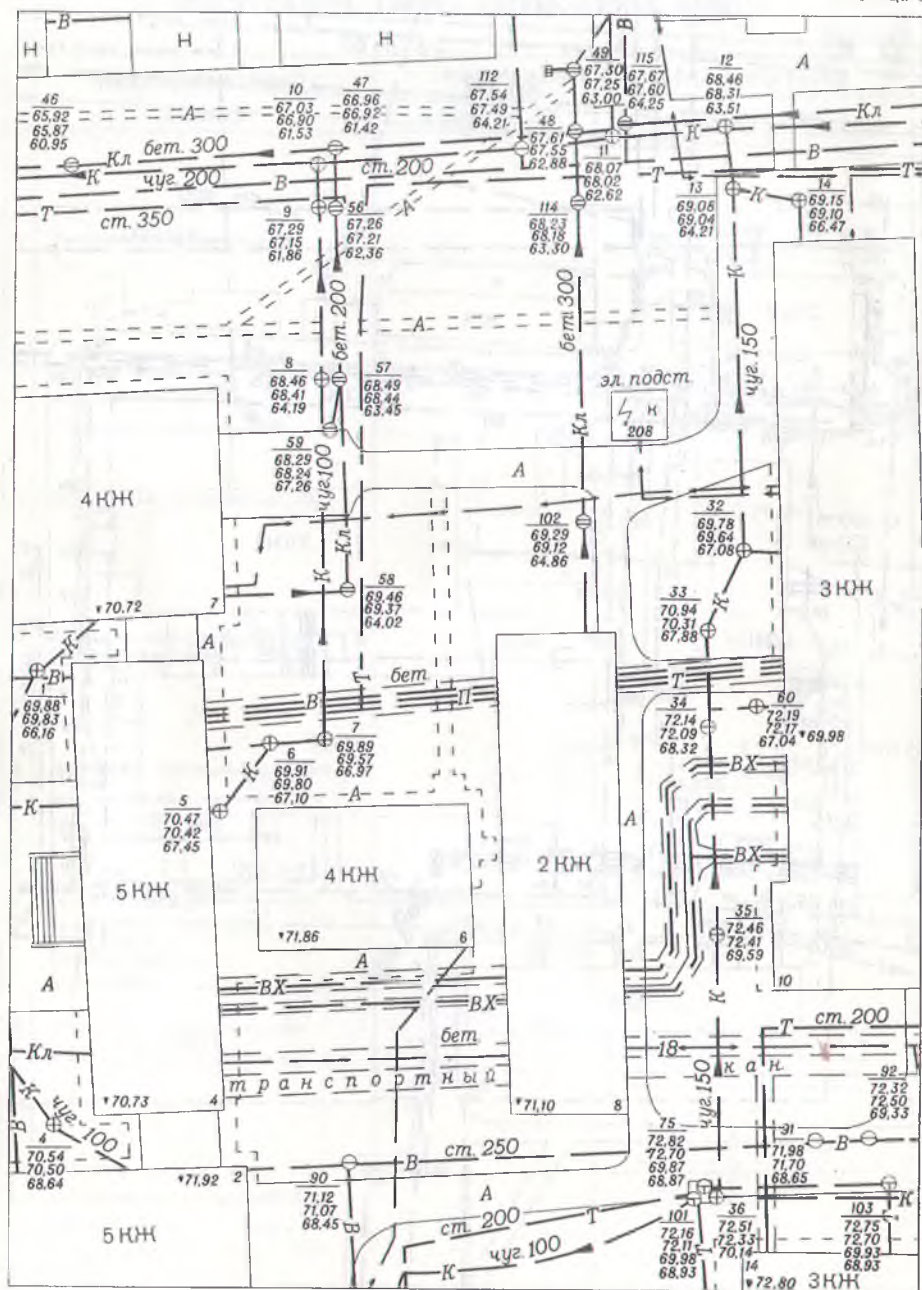 В
Н
Н
Н
В
А
49
67.30
67.25
63.00
В
115
67.67
67.60
64.25
12
68.46
68.31
63.51
46
65.92
65.87
60.95
А
10
67.03
66.90
61.53
47
66.96
66.92
61.42
112
67.54
67.49
64.21
48
67.61
67.55
62.88
Кл
К
В
Кл
бет. 300
К
чуг. 200
В
ст. 200
Т
ст. 350
А
11
68.07
68.02
62.62
Т
Т
9
67.29
67.15
61.86
56
67.26
67.21
62.36
114
68.23
68.18
63.30
13
69.08
69.04
64.21
К
14
69.15
69.10
66.47
К
бет. 200
бет. 300
А
чуг. 150
8
68.46
68.41
64.19
57
68.49
68.44
63.45
эл. подст.
н
208
Кл
59
68.29
68.24
67.26
чуг.100
А
4КЖ
Кл
К
102
69.29
69.12
64.86
32
69.78
69.64
67.08
58
69.46
69.37
64.02
33
70.94
70.31
67.88
К
3КЖ
70.72
7
К
А
В
69.88
69.83
66.16
бет.
Т
В
П
Т
34
72.14
72.09
68.32
60
72.19
72.17
67.04
69.98
7
69.89
69.57
66.97
6
69.91
69.80
67.10
К
ВХ
5
70.47
70.42
67.45
А
К
А
ВХ
4КЖ
2КЖ
5КЖ
71.86
6
351
72.46
72.41
69.59
А
А
ВХ
ВХ
10
К
бет.
ст. 200
Т
Кл
транспортный
18
кан.
92
72.32
72.50
69.33
К
чуг. 100
чуг.150
В
4
70.54
70.50
68.64
70.73
4
71.10
8
75
72.82
72.70
69.87
68.87
91
71.98
71.70
68.65
В
71.92
2
ст. 250
В
90
71.12
71.07
68.45
А
К
5КЖ
В
ст. 200
Т
чуг. 100
К
101
72.16
72.11
69.98
68.93
Т
36
72.51
72.33
70.14
103
72.75
72.70
69.93
68.93
14
72.80
3КЖ